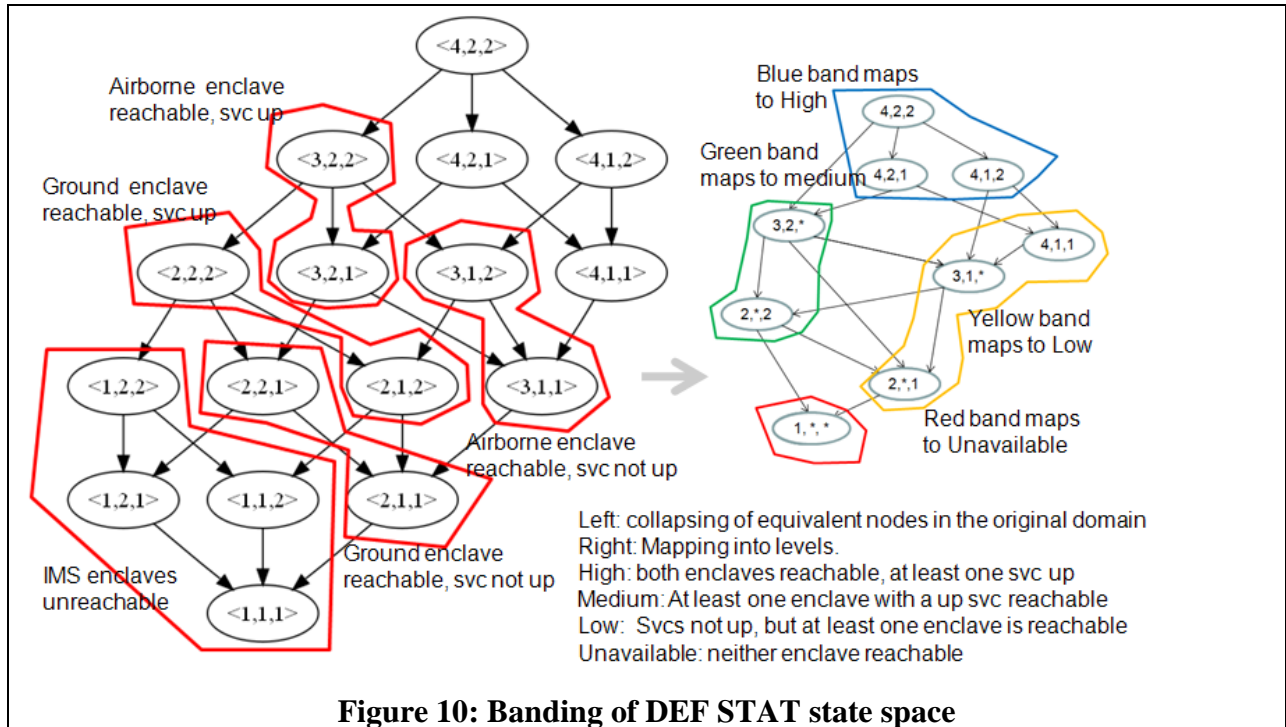 <4,2,2>
Airborne enclave
reachable, svc up
<3,2,2>
<4,2,1>
<4,1,2>
Ground enclave
reachable, svc up
<2,2,2>
<3,2,1>
<3,1,2>
<4,1,1>
<1,2,2>
<2,2,1>
<2,1,2>
<3,1,1>
Airborne enclave
reachable, svc not up
<1,2,1>
<1,1,2>
<2,1,1>
Ground enclave
reachable, svc not up
IMS enclaves
unreachable
<1,1,1>
Blue band maps
to High
4,2,2
Green band
maps to medium
4,2,1
4,1,2
3,2,*
4,1,1
3,1,*
2,*,2
Yellow band
maps to Low
2,*,1
1,*,*
Red band maps
to Unavailable
Left: collapsing of equivalent nodes in the original domain
Right: Mapping into levels.
High: both enclaves reachable, at least one svc up
Medium: At least one enclave with a up svc reachable
Low: Svcs not up, but at least one enclave is reachable
Unavailable: neither enclave reachable
Figure 10: Banding of DEF STAT state space